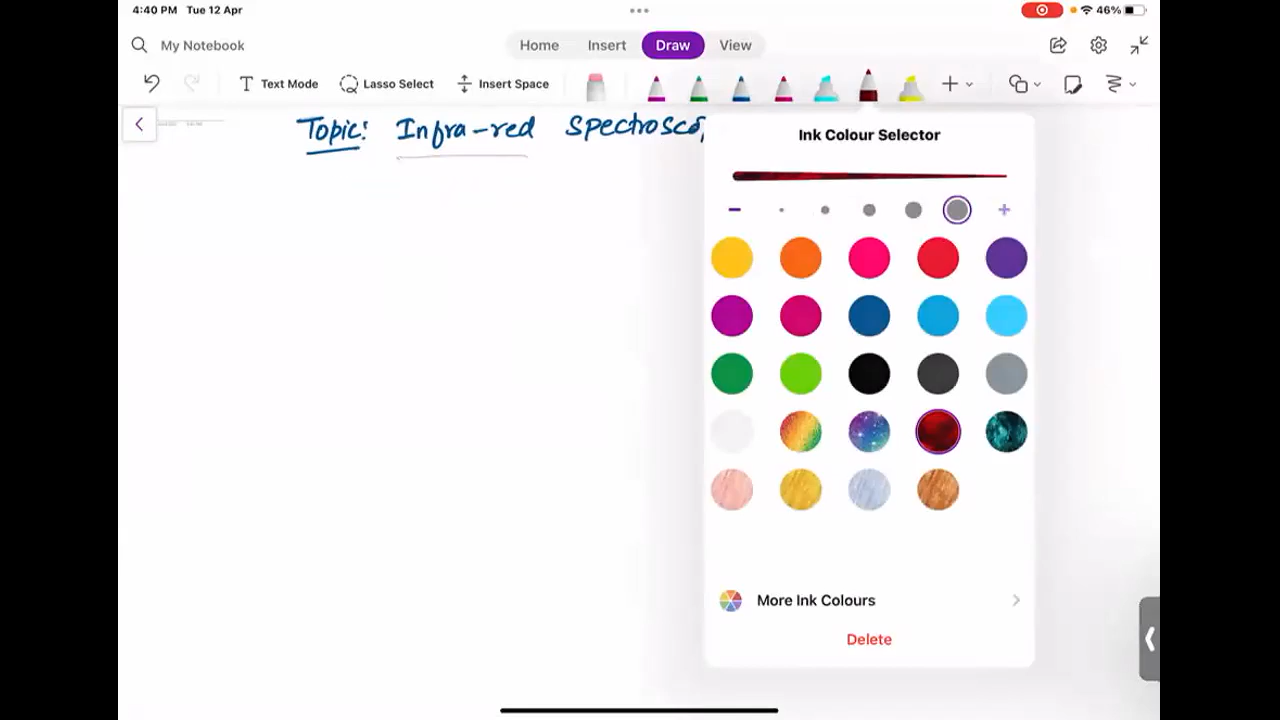 4:40 PM Tue 12 Apr
46%
My Notebook
Home Insert Draw View
Text Mode Lasso Select Insert Space
Topic: Infra-red
Ink Colour Selector
More Ink Colours
Delete